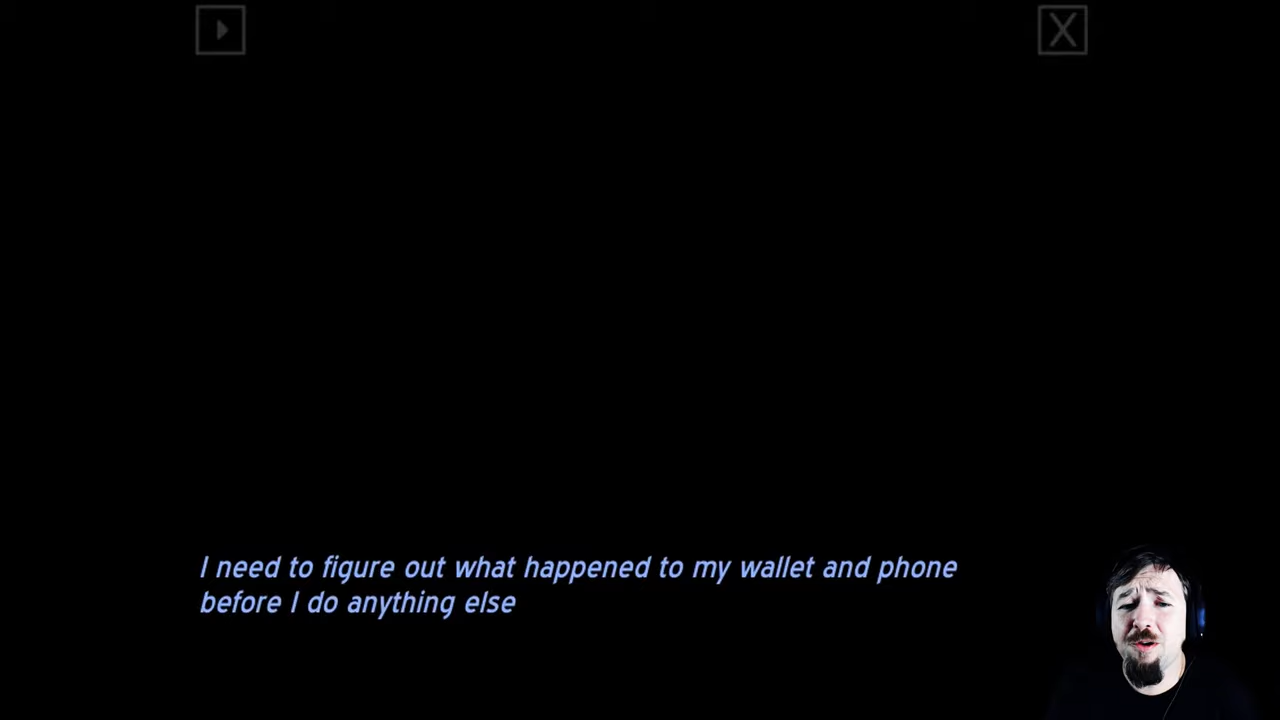 X
I need to figure out what happened to my wallet and phone
before I do anything else